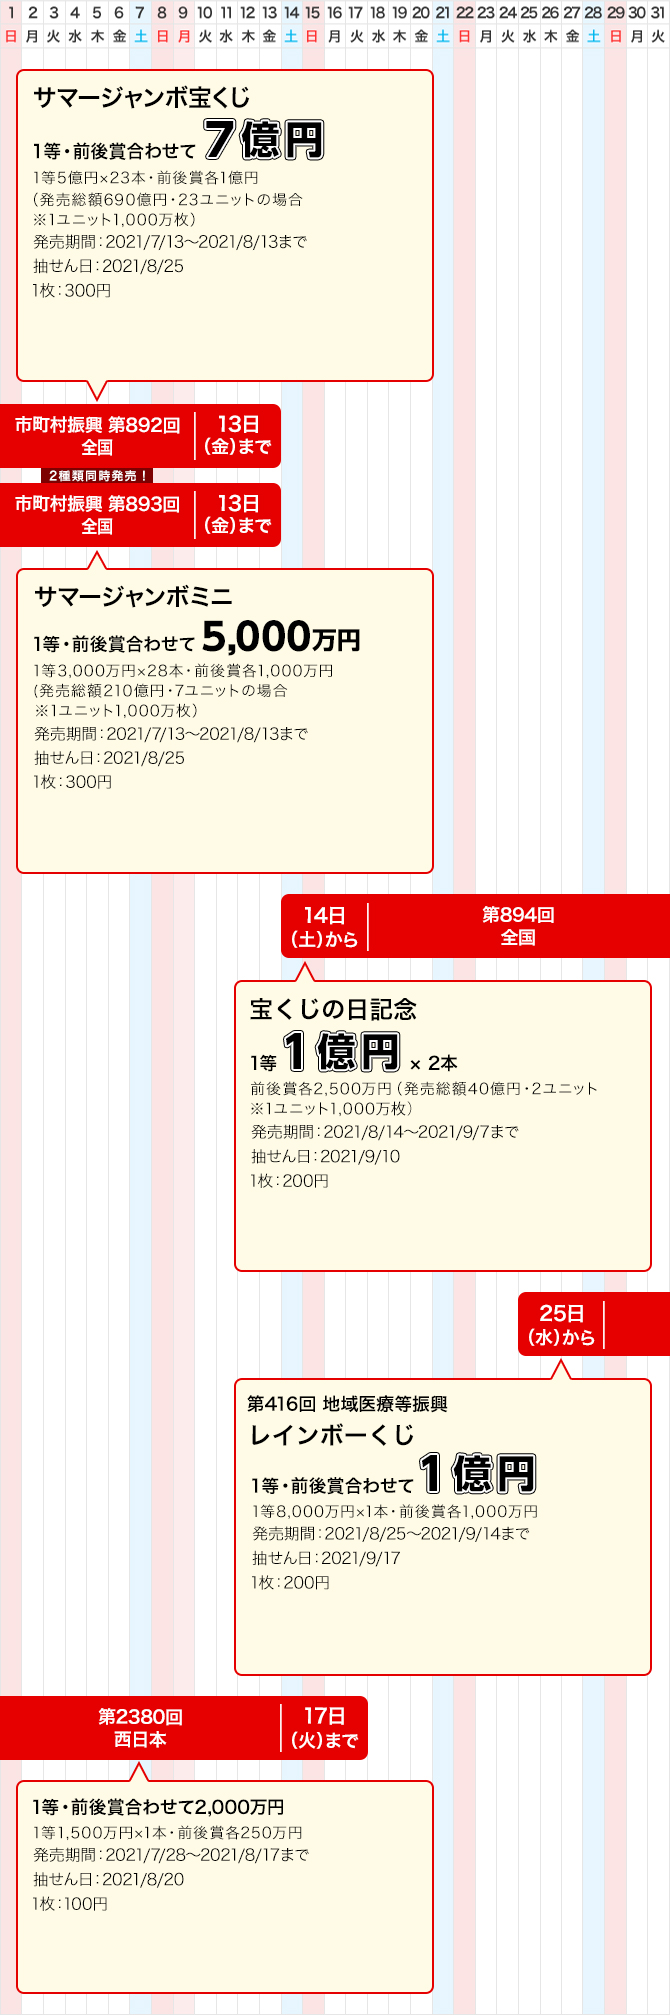 1 2 3 4 5 6 7 8 9 10 11 12 13 14 15 16 17 18 19 20 21 22 23 24 25 26 27 28 29 30 31
日 月 火 水 木 金 土 日 月 火 水 木 金 土 日 月 火 水 木 金 土 日 月 火 水 木 金 土 日 月 火
サマージャンボ宝くじ
1等・前後賞合わせて 7億円
1等5億円×23本・前後賞各1億円
（発売総額690億円・23ユニットの場合
※1ユニット1,000万枚）
発売期間：2021/7/13～2021/8/13まで
抽せん日：2021/8/25
1枚：300円
市町村振興 第892回
全国
13日
（金）まで
2種類同時発売！
市町村振興 第893回
全国
13日
（金）まで
サマージャンボミニ
1等・前後賞合わせて 5,000万円
1等3,000万円×28本・前後賞各1,000万円
(発売総額210億円・7ユニットの場合
※1ユニット1,000万枚）
発売期間：2021/7/13～2021/8/13まで
抽せん日：2021/8/25
1枚：300円
14日
（土）から
第894回
全国
宝くじの日記念
1等 1億円 × 2本
前後賞各2,500万円（発売総額40億円・2ユニット
※1ユニット1,000万枚）
発売期間：2021/8/14～2021/9/7まで
抽せん日：2021/9/10
1枚：200円
25日
（水）から
第416回 地域医療等振興
レインボーくじ
1等・前後賞合わせて 1億円
1等8,000万円×1本・前後賞各1,000万円
発売期間：2021/8/25～2021/9/14まで
抽せん日：2021/9/17
1枚：200円
第2380回
西日本
17日
（火）まで
1等・前後賞合わせて2,000万円
1等1,500万円×1本・前後賞各250万円
発売期間：2021/7/28～2021/8/17まで
抽せん日：2021/8/20
1枚：100円